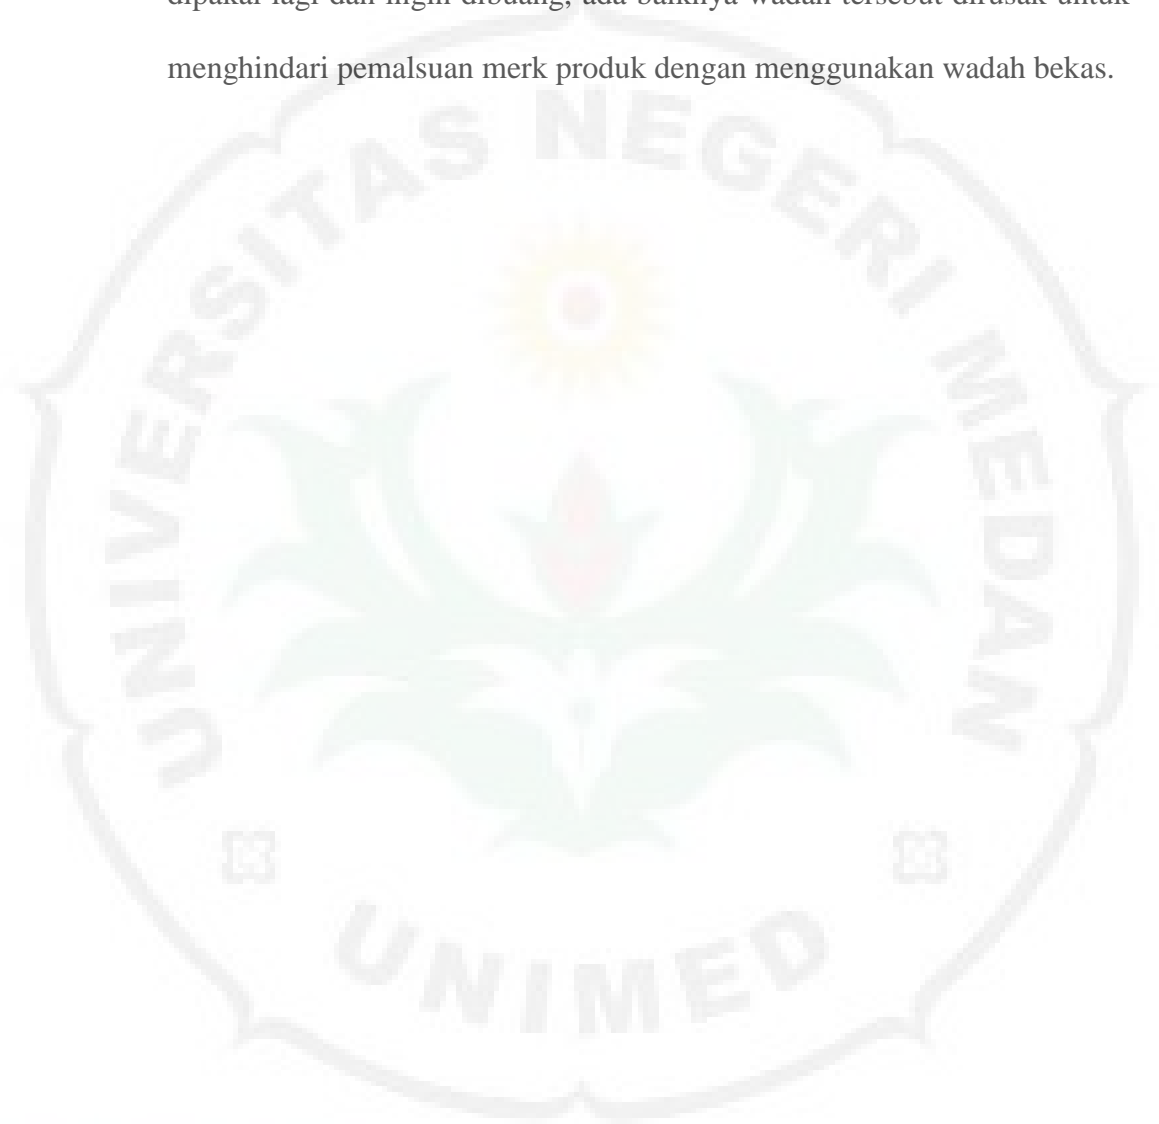 dipakai lagi dan ingin dibuang, ada baiknya wadah tersebut dirusak untuk
menghindari pemalsuan merk produk dengan menggunakan wadah bekas.
UNIVERSITAS NEGERI MEDAN
UNIMED